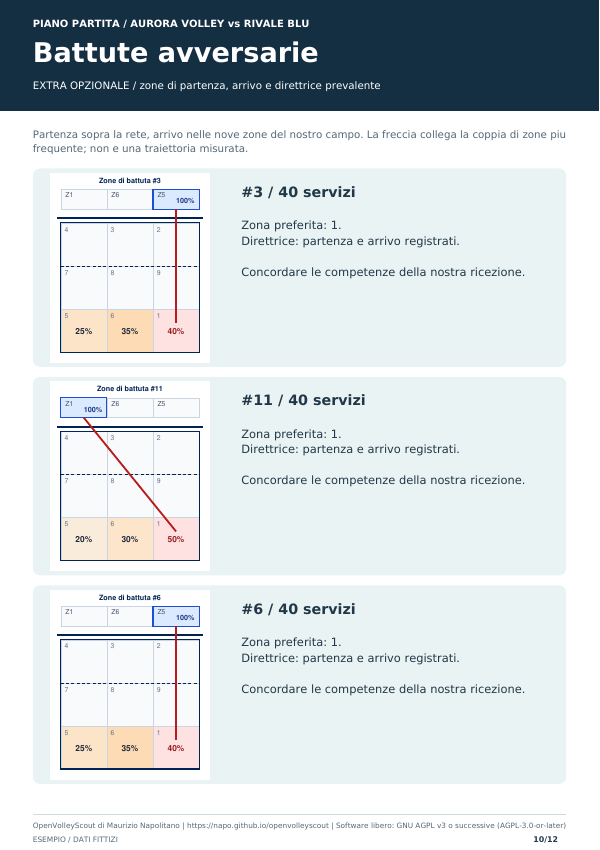 PIANO PARTITA / AURORA VOLLEY vs RIVALE BLU
Battute avversarie
EXTRA OPZIONALE / zone di partenza, arrivo e direttrice prevalente
Partenza sopra la rete, arrivo nelle nove zone del nostro campo. La freccia collega la coppia di zone piu
frequente; non e una traiettoria misurata.
Zone di battuta #3
Z1 Z6 Z5 100%
4 3 2
7 8 9
5 6 1
25% 35% 40%
#3 / 40 servizi
Zona preferita: 1.
Direttrice: partenza e arrivo registrati.
Concordare le competenze della nostra ricezione.
Zone di battuta #11
Z1 100% Z6 Z5
4 3 2
7 8 9
5 6 1
20% 30% 50%
#11 / 40 servizi
Zona preferita: 1.
Direttrice: partenza e arrivo registrati.
Concordare le competenze della nostra ricezione.
Zone di battuta #6
Z1 Z6 Z5 100%
4 3 2
7 8 9
5 6 1
25% 35% 40%
#6 / 40 servizi
Zona preferita: 1.
Direttrice: partenza e arrivo registrati.
Concordare le competenze della nostra ricezione.
OpenVolleyScout di Maurizio Napolitano | https://napo.github.io/openvolleyscout | Software libero: GNU AGPL v3 o successive (AGPL-3.0-or-later)
ESEMPIO / DATI FITTIZI 10/12